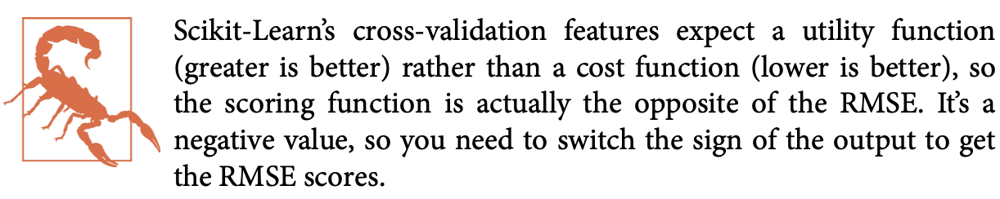 Scikit-Learn’s cross-validation features expect a utility function
(greater is better) rather than a cost function (lower is better), so
the scoring function is actually the opposite of the RMSE. It’s a
negative value, so you need to switch the sign of the output to get
the RMSE scores.